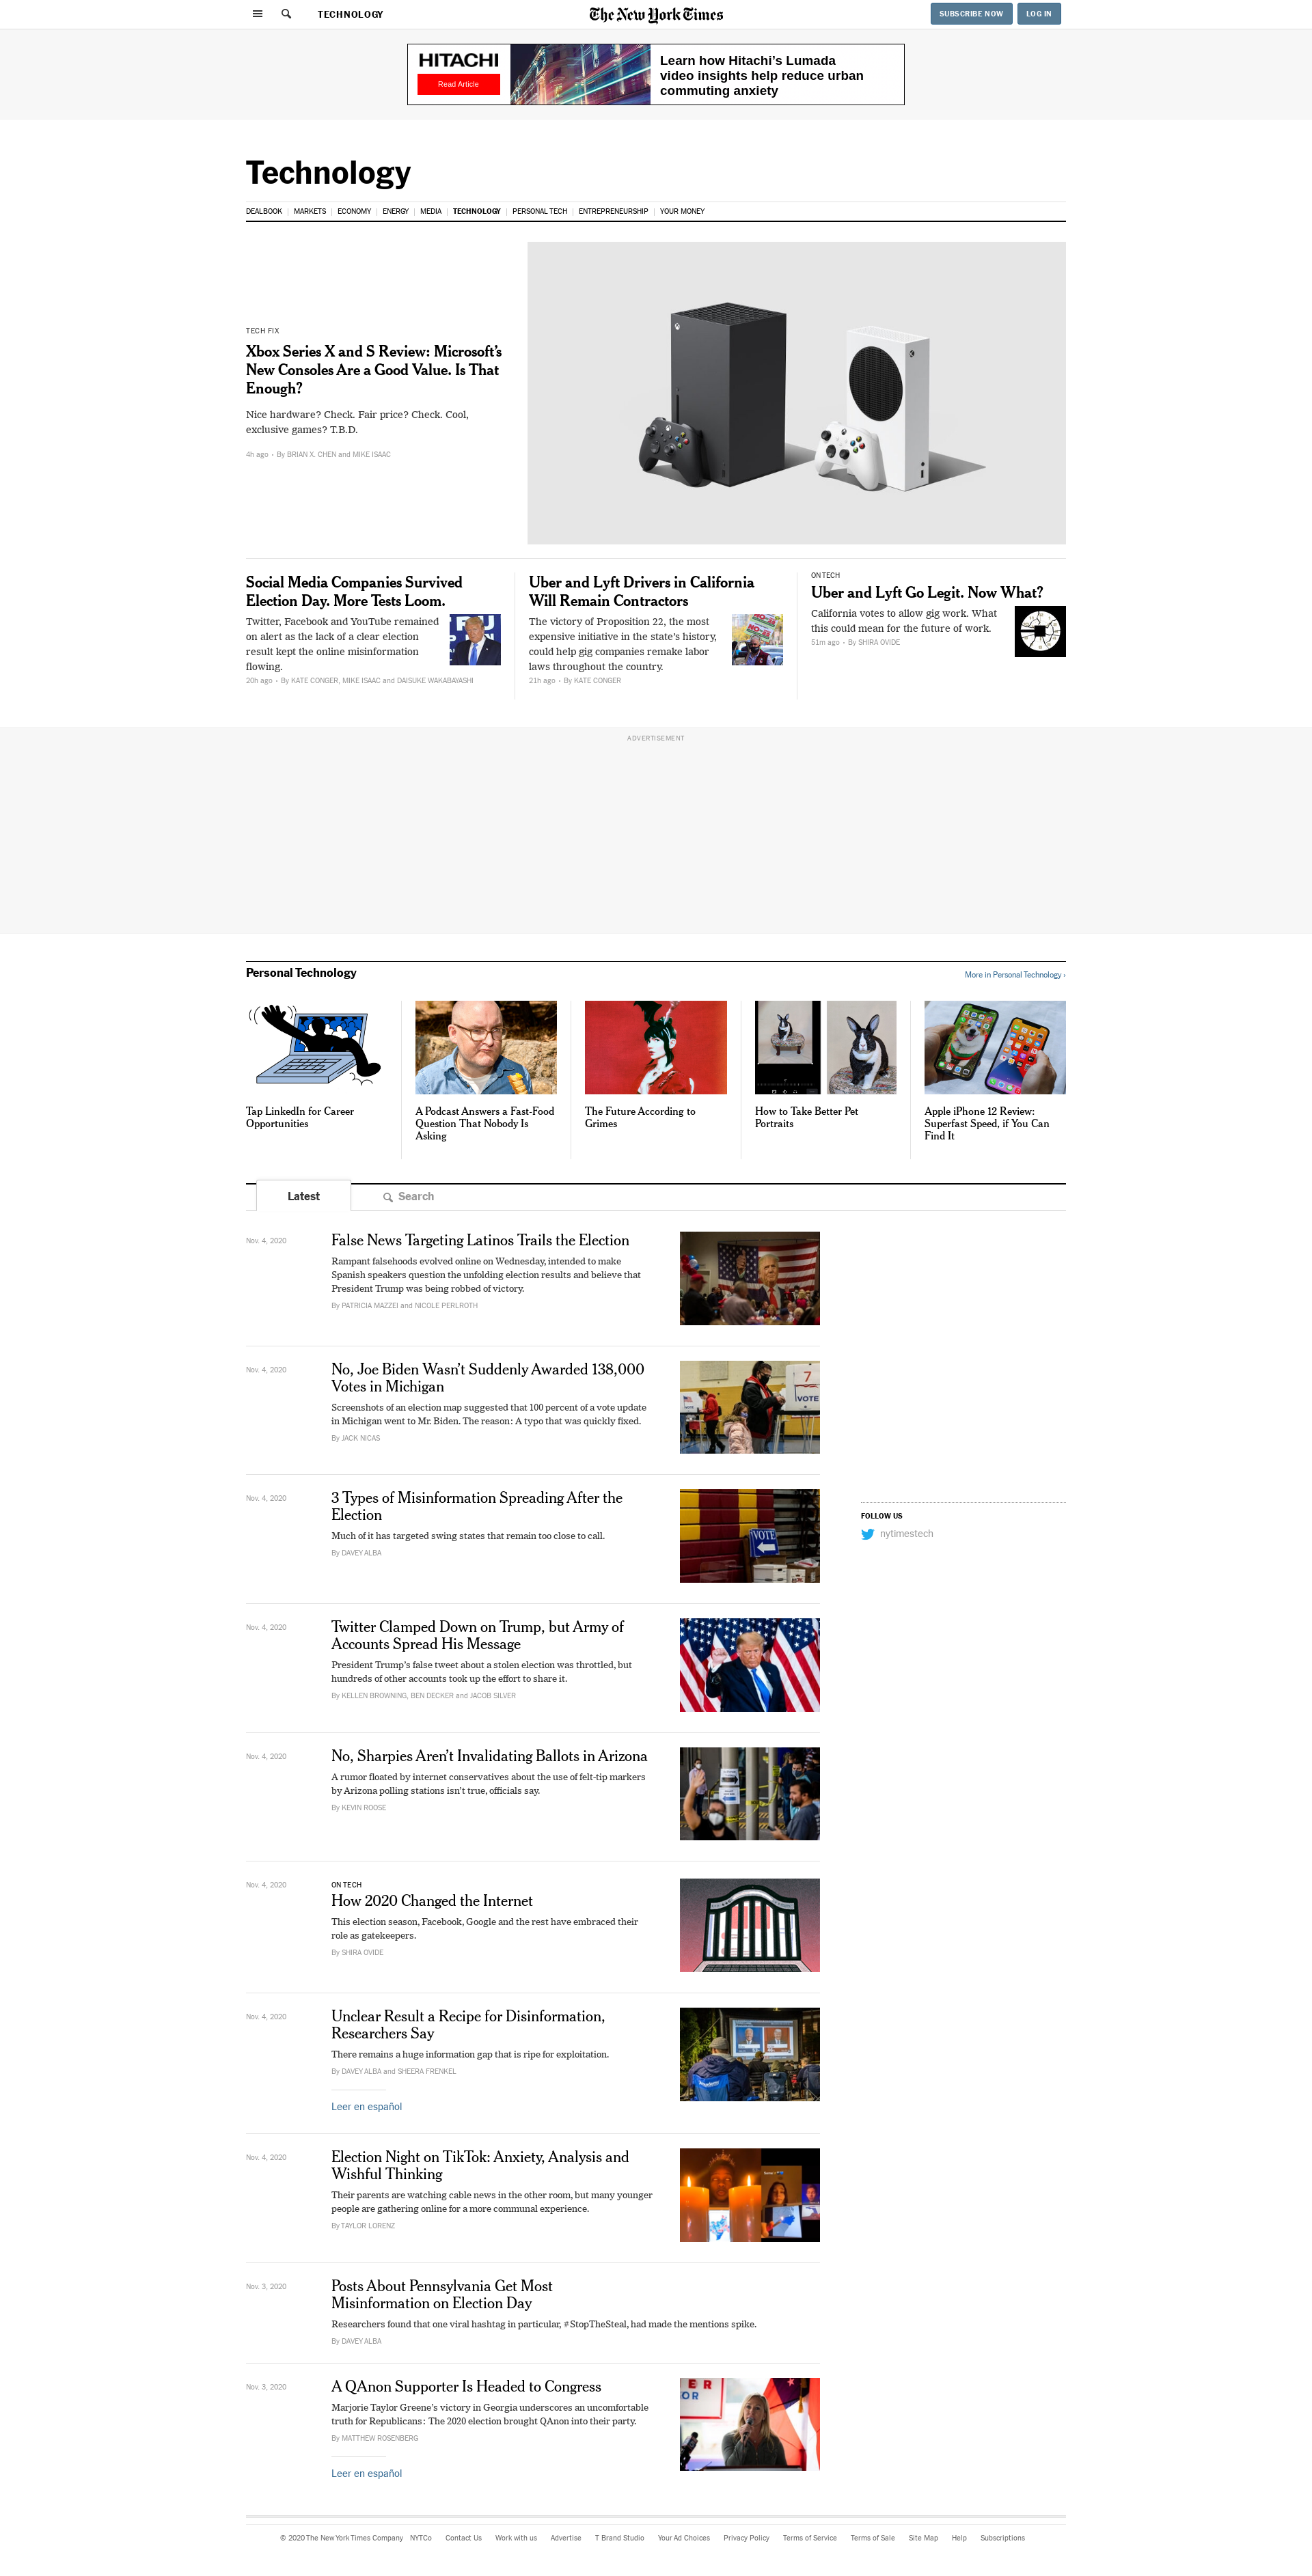 TECHNOLOGY
The New York Times
SUBSCRIBE NOW
LOG IN
HITACHI
Read Article
Learn how Hitachi’s Lumada
video insights help reduce urban
commuting anxiety
Technology
DEALBOOK | MARKETS | ECONOMY | ENERGY | MEDIA | TECHNOLOGY | PERSONAL TECH | ENTREPRENEURSHIP | YOUR MONEY
TECH FIX
Xbox Series X and S Review: Microsoft’s
New Consoles Are a Good Value. Is That
Enough?
Nice hardware? Check. Fair price? Check. Cool,
exclusive games? T.B.D.
4h ago • By BRIAN X. CHEN and MIKE ISAAC
Social Media Companies Survived
Election Day. More Tests Loom.
Twitter, Facebook and YouTube remained
on alert as the lack of a clear election
result kept the online misinformation
flowing.
20h ago • By KATE CONGER, MIKE ISAAC and DAISUKE WAKABAYASHI
Uber and Lyft Drivers in California
Will Remain Contractors
The victory of Proposition 22, the most
expensive initiative in the state’s history,
could help gig companies remake labor
laws throughout the country.
21h ago • By KATE CONGER
ON TECH
Uber and Lyft Go Legit. Now What?
California votes to allow gig work. What
this could mean for the future of work.
51m ago • By SHIRA OVIDE
ADVERTISEMENT
Personal Technology
More in Personal Technology ›
Tap LinkedIn for Career
Opportunities
A Podcast Answers a Fast-Food
Question That Nobody Is
Asking
The Future According to
Grimes
How to Take Better Pet
Portraits
Apple iPhone 12 Review:
Superfast Speed, if You Can
Find It
Latest
Search
Nov. 4, 2020
False News Targeting Latinos Trails the Election
Rampant falsehoods evolved online on Wednesday, intended to make
Spanish speakers question the unfolding election results and believe that
President Trump was being robbed of victory.
By PATRICIA MAZZEI and NICOLE PERLROTH
Nov. 4, 2020
No, Joe Biden Wasn’t Suddenly Awarded 138,000
Votes in Michigan
Screenshots of an election map suggested that 100 percent of a vote update
in Michigan went to Mr. Biden. The reason: A typo that was quickly fixed.
By JACK NICAS
7
VOTE
Nov. 4, 2020
3 Types of Misinformation Spreading After the
Election
Much of it has targeted swing states that remain too close to call.
By DAVEY ALBA
VOTE
FOLLOW US
nytimestech
Nov. 4, 2020
Twitter Clamped Down on Trump, but Army of
Accounts Spread His Message
President Trump’s false tweet about a stolen election was throttled, but
hundreds of other accounts took up the effort to share it.
By KELLEN BROWNING, BEN DECKER and JACOB SILVER
Nov. 4, 2020
No, Sharpies Aren’t Invalidating Ballots in Arizona
A rumor floated by internet conservatives about the use of felt-tip markers
by Arizona polling stations isn’t true, officials say.
By KEVIN ROOSE
Nov. 4, 2020
ON TECH
How 2020 Changed the Internet
This election season, Facebook, Google and the rest have embraced their
role as gatekeepers.
By SHIRA OVIDE
Nov. 4, 2020
Unclear Result a Recipe for Disinformation,
Researchers Say
There remains a huge information gap that is ripe for exploitation.
By DAVEY ALBA and SHEERA FRENKEL
Leer en español
Nov. 4, 2020
Election Night on TikTok: Anxiety, Analysis and
Wishful Thinking
Their parents are watching cable news in the other room, but many younger
people are gathering online for a more communal experience.
By TAYLOR LORENZ
Nov. 3, 2020
Posts About Pennsylvania Get Most
Misinformation on Election Day
Researchers found that one viral hashtag in particular, #StopTheSteal, had made the mentions spike.
By DAVEY ALBA
Nov. 3, 2020
A QAnon Supporter Is Headed to Congress
Marjorie Taylor Greene’s victory in Georgia underscores an uncomfortable
truth for Republicans: The 2020 election brought QAnon into their party.
By MATTHEW ROSENBERG
Leer en español
© 2020 The New York Times Company NYTCo Contact Us Work with us Advertise T Brand Studio Your Ad Choices Privacy Policy Terms of Service Terms of Sale Site Map Help Subscriptions